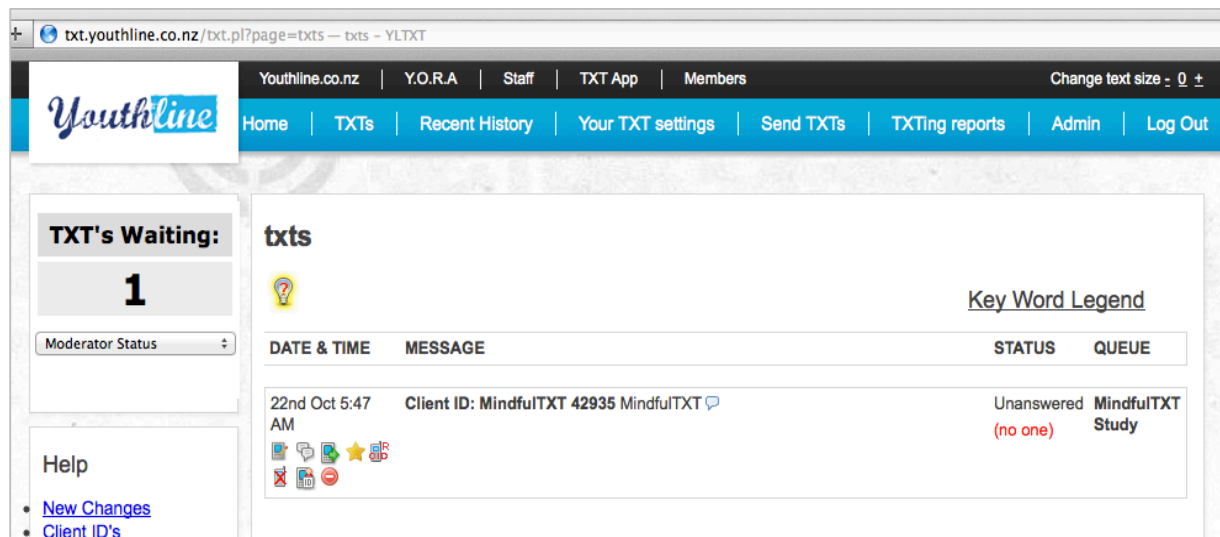 txt.youthline.co.nz/txt.pl?page=txts — txts - YLTXT
Youthline.co.nz | Y.O.R.A | Staff | TXT App | Members Change text size - 0 +
Youthline
Home | TXTs | Recent History | Your TXT settings | Send TXTs | TXTing reports | Admin | Log Out
TXT's Waiting:
1
Moderator Status
Help
New Changes
Client ID's
txts
Key Word Legend
DATE & TIME MESSAGE STATUS QUEUE
22nd Oct 5:47 Client ID: MindfulTXT 42935 MindfulTXT Unanswered MindfulTXT
AM (no one) Study